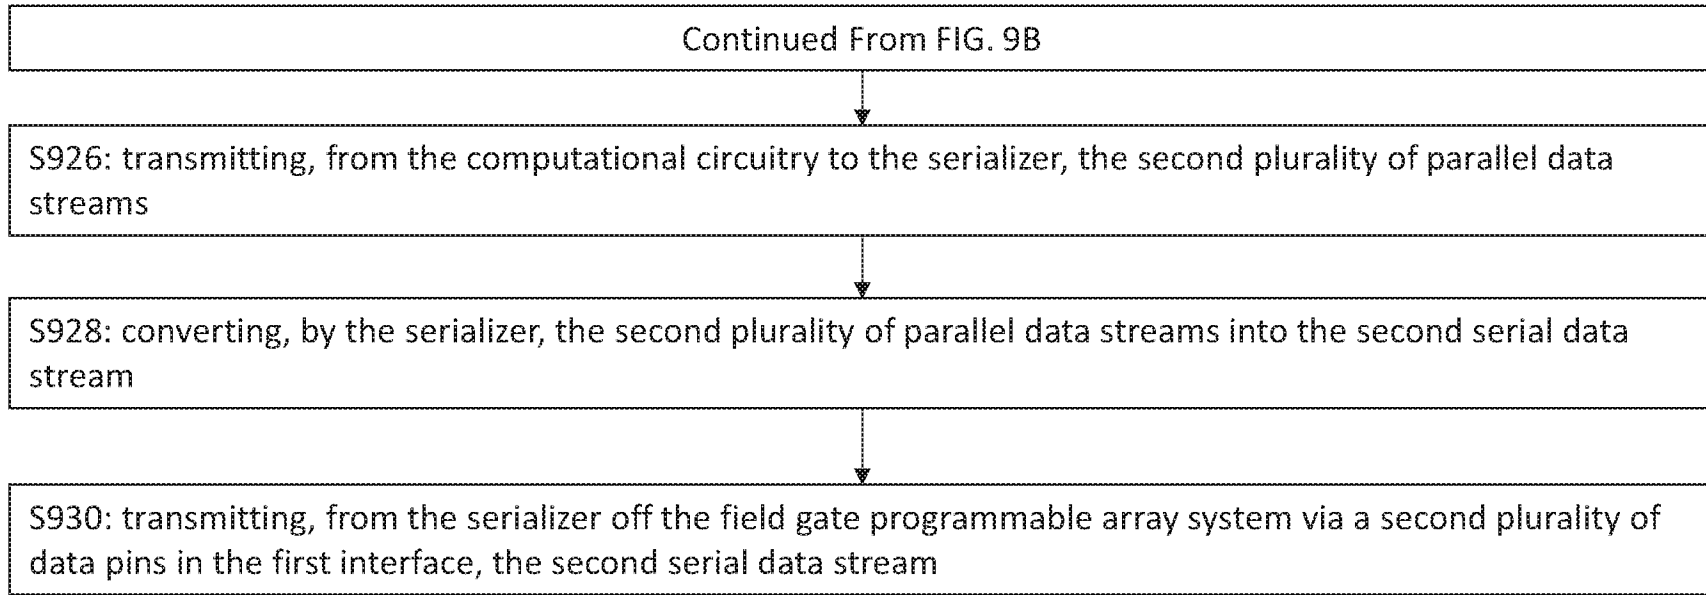 Continued From FIG. 9B
S926: transmitting, from the computational circuitry to the serializer, the second plurality of parallel data
streams
S928: converting, by the serializer, the second plurality of parallel data streams into the second serial data
stream
S930: transmitting, from the serializer off the field gate programmable array system via a second plurality of
data pins in the first interface, the second serial data stream